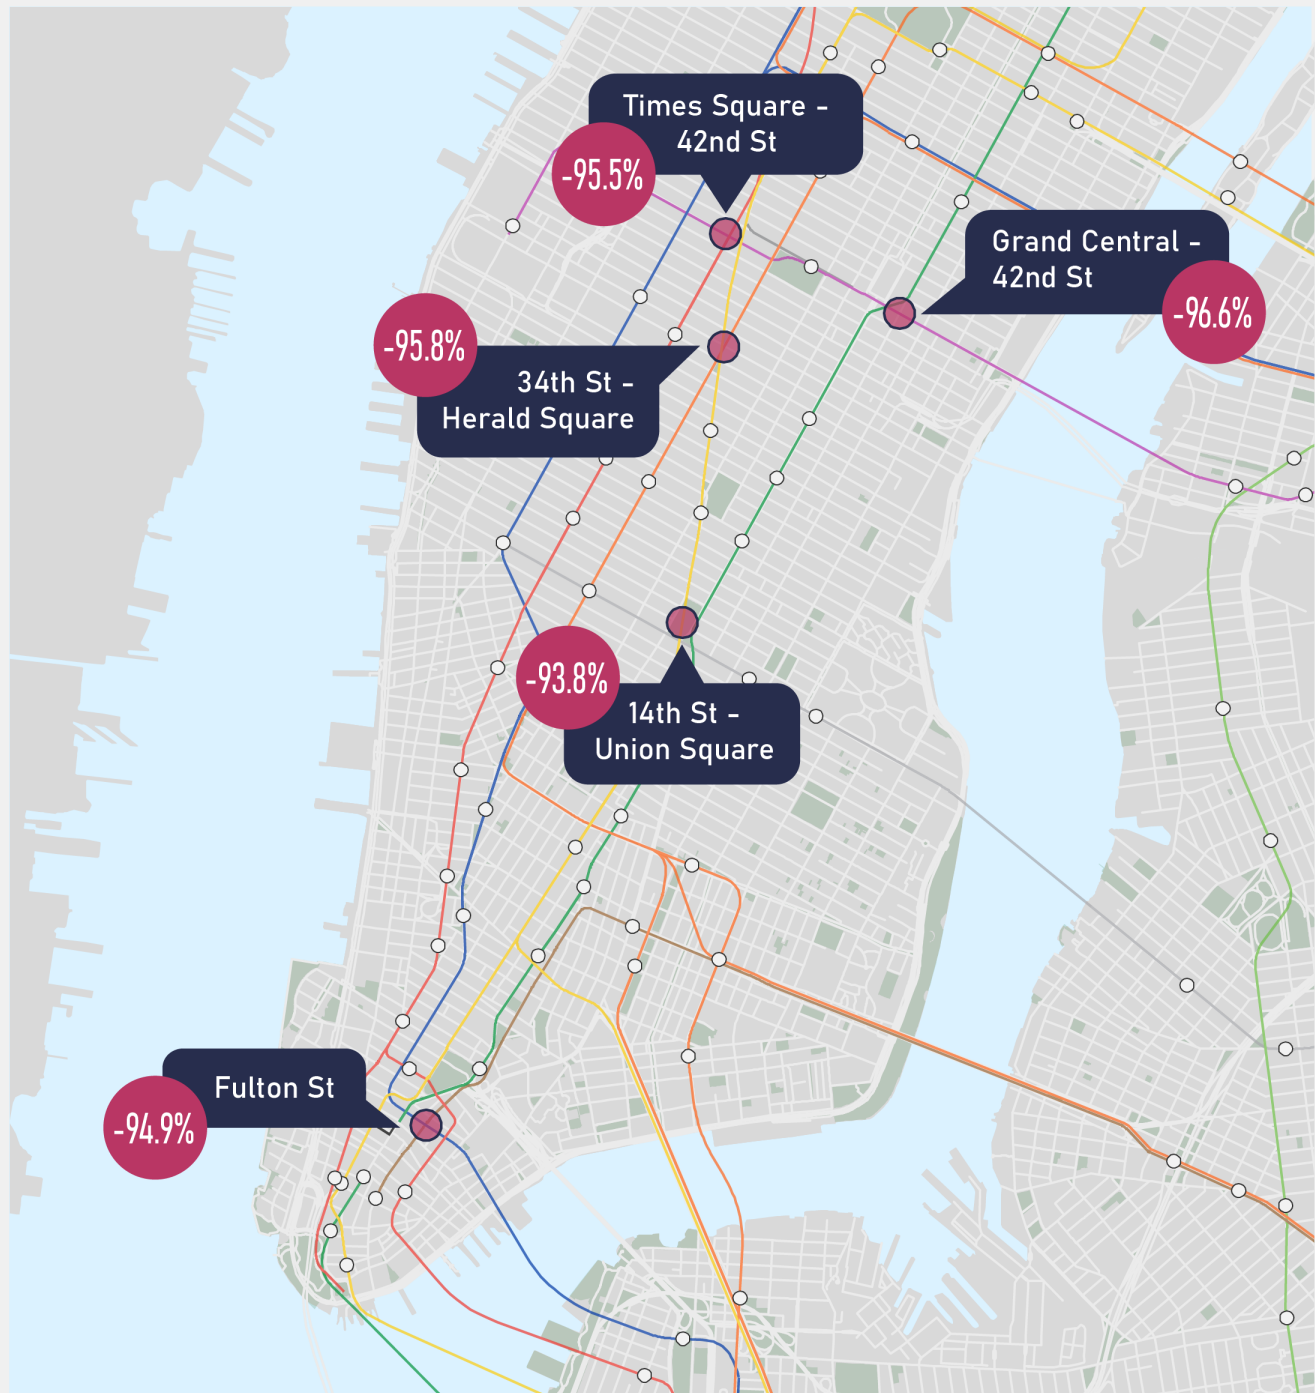 Times Square -
42nd St
-95.5%
Grand Central -
42nd St
-96.6%
-95.8%
34th St -
Herald Square
-93.8%
14th St -
Union Square
Fulton St
-94.9%